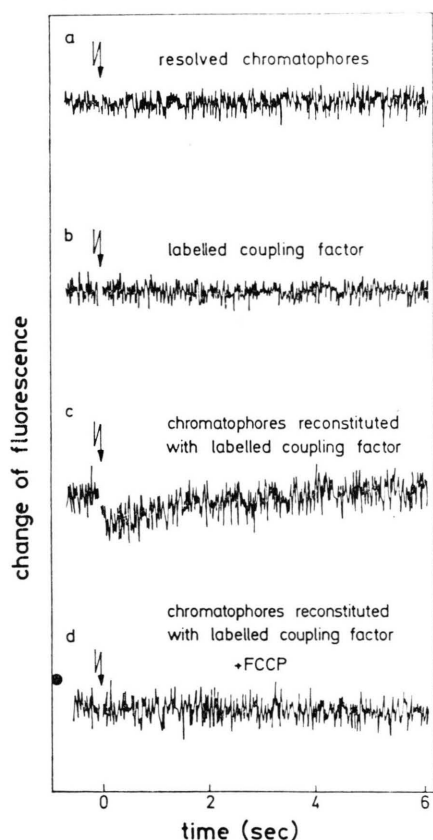 a
resolved chromatophores
b
labelled coupling factor
c
chromatophores reconstituted
with labelled coupling factor
d
chromatophores reconstituted
with labelled coupling factor
+FCCP
change of fluorescence
0 2 4 6
time (sec)